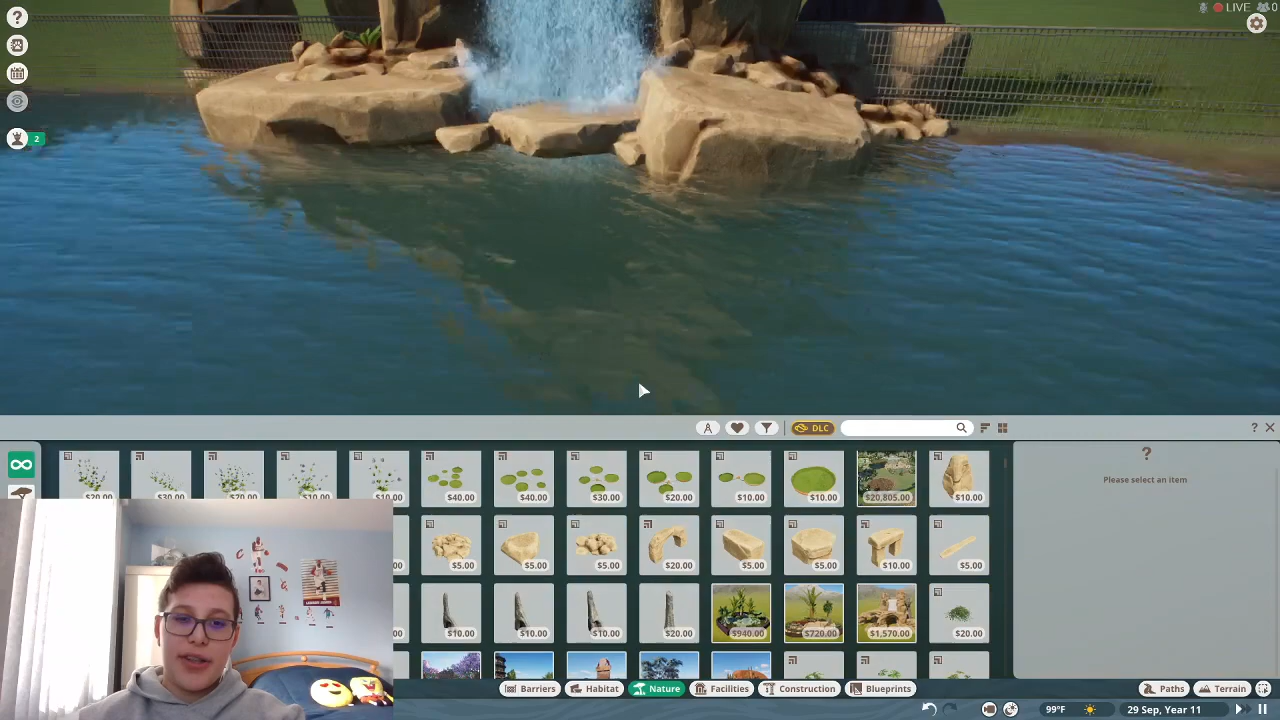 LIVE 0
2
DLC
?
$20.00 $30.00 $70.00 $10.00 $10.00 $40.00 $40.00 $30.00 $20.00 $10.00 $10.00 $20,805.00 $10.00
Please select an item
$5.00 $5.00 $5.00 $20.00 $5.00 $5.00 $10.00 $5.00
$10.00 $10.00 $10.00 $20.00 $940.00 $720.00 $1,570.00 $20.00
Barriers Habitat Nature Facilities Construction Blueprints Paths Terrain
99°F 29 Sep, Year 11